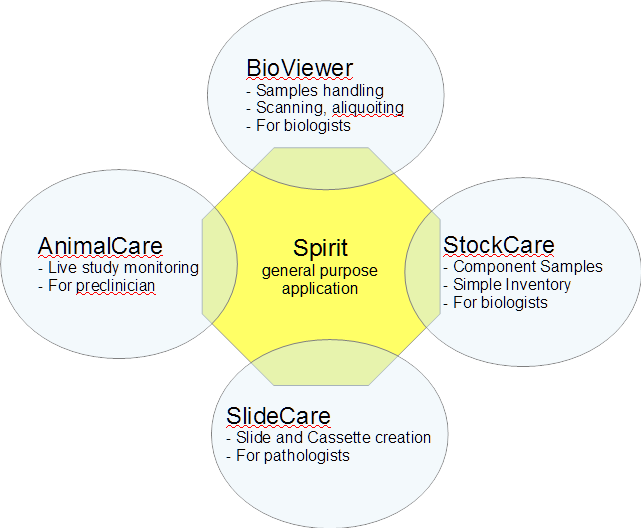 BioViewer
- Samples handling
- Scanning, aliquoiting
- For biologists
AnimalCare
- Live study monitoring
- For preclinician
Spirit
general purpose
application
StockCare
- Component Samples
- Simple Inventory
- For biologists
SlideCare
- Slide and Cassette creation
- For pathologists